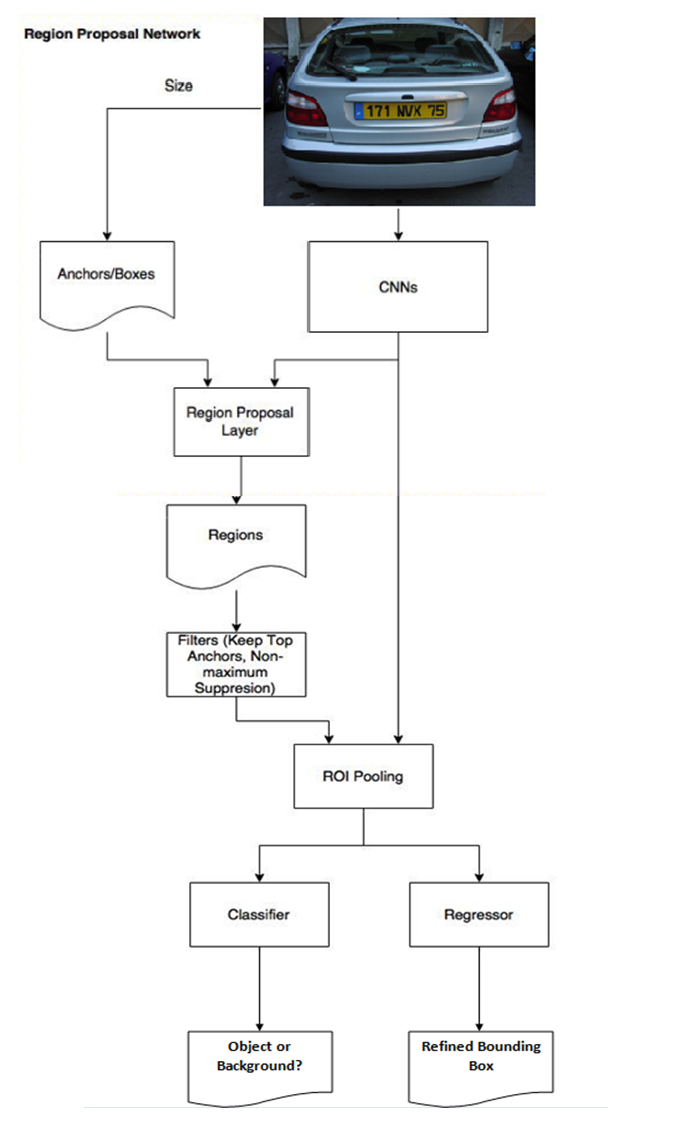 Region Proposal Network
Size
171 NVK 75
Anchors/Boxes
CNNs
Region Proposal
Layer
Regions
Filters (Keep Top
Anchors, Non-
maximum
Suppresion)
ROI Pooling
Classifier
Regressor
Object or
Background?
Refined Bounding
Box